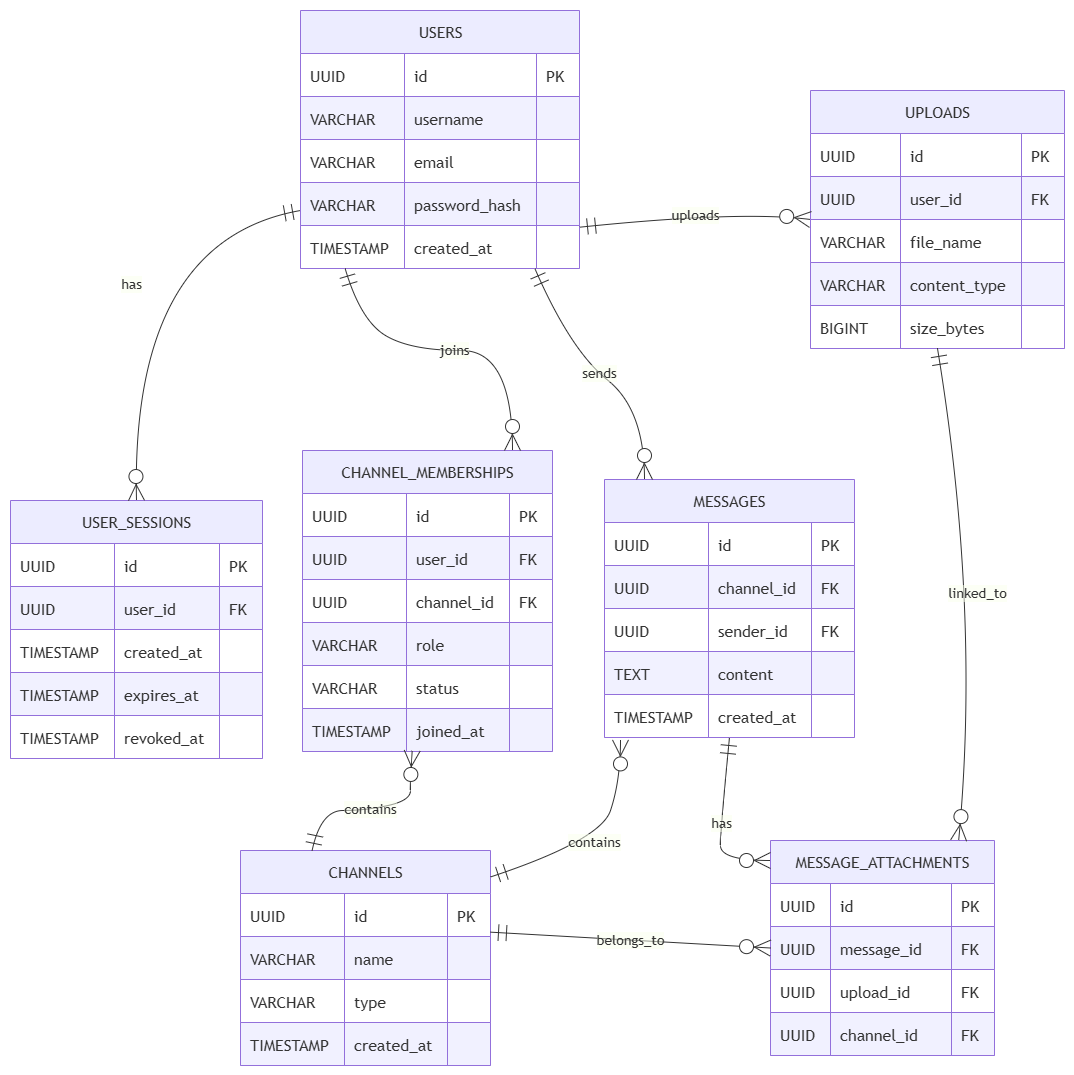 USERS
UUID id PK
VARCHAR username
VARCHAR email
VARCHAR password_hash
TIMESTAMP created_at
UPLOADS
UUID id PK
UUID user_id FK
VARCHAR file_name
VARCHAR content_type
BIGINT size_bytes
uploads
has
joins
sends
CHANNEL_MEMBERSHIPS
UUID id PK
UUID user_id FK
UUID channel_id FK
VARCHAR role
VARCHAR status
TIMESTAMP joined_at
MESSAGES
UUID id PK
UUID channel_id FK
UUID sender_id FK
TEXT content
TIMESTAMP created_at
USER_SESSIONS
UUID id PK
UUID user_id FK
TIMESTAMP created_at
TIMESTAMP expires_at
TIMESTAMP revoked_at
linked_to
contains
contains
has
CHANNELS
UUID id PK
VARCHAR name
VARCHAR type
TIMESTAMP created_at
belongs_to
MESSAGE_ATTACHMENTS
UUID id PK
UUID message_id FK
UUID upload_id FK
UUID channel_id FK